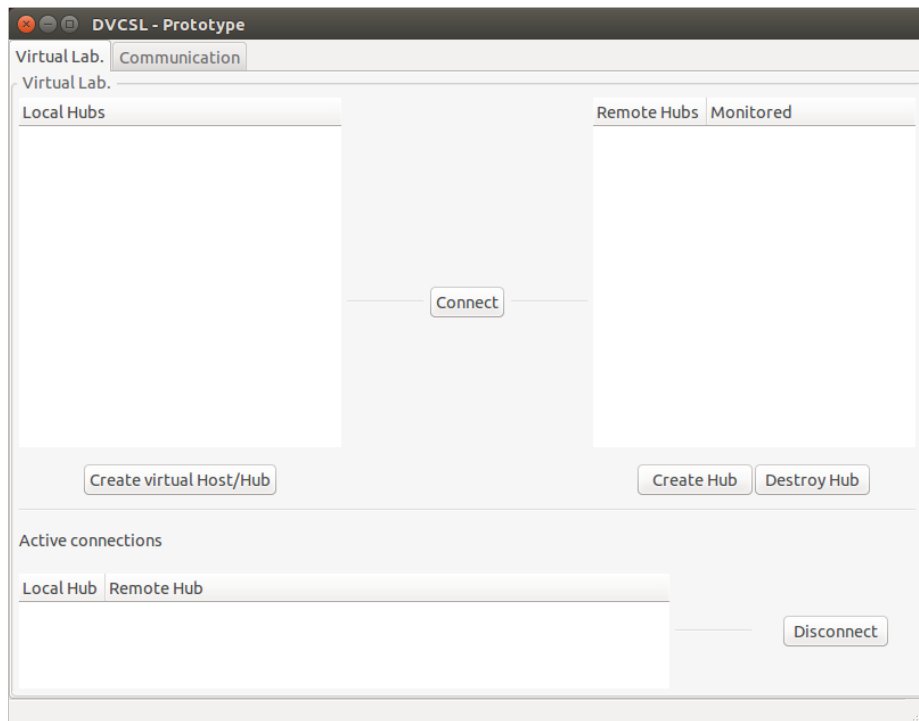 DVCSL - Prototype
Virtual Lab. Communication
Virtual Lab.
Local Hubs
Remote Hubs Monitored
Connect
Create virtual Host/Hub
Create Hub Destroy Hub
Active connections
Local Hub Remote Hub
Disconnect